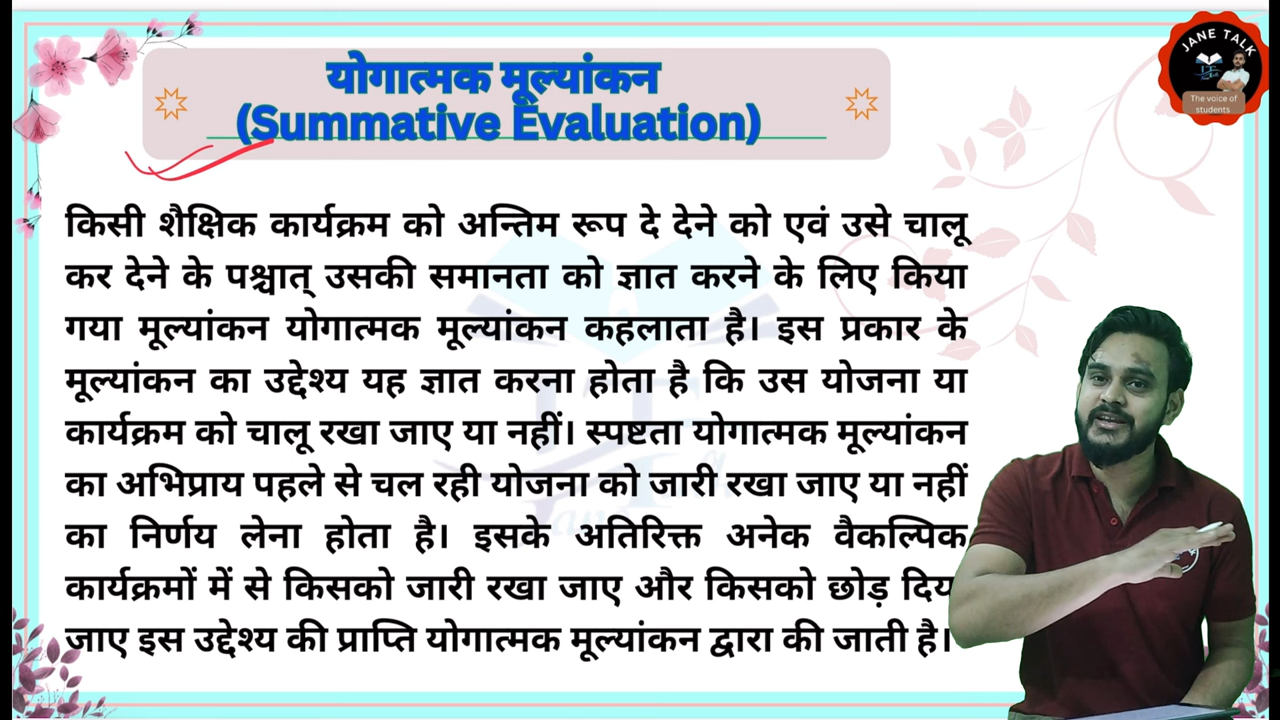 योगात्मक मूल्यांकन
(Summative Evaluation)
JANE TALK
The voice of
students
किसी शैक्षिक कार्यक्रम को अन्तिम रूप दे देने को एवं उसे चालू
कर देने के पश्चात् उसकी समानता को ज्ञात करने के लिए किया
गया मूल्यांकन योगात्मक मूल्यांकन कहलाता है। इस प्रकार के
मूल्यांकन का उद्देश्य यह ज्ञात करना होता है कि उस योजना या
कार्यक्रम को चालू रखा जाए या नहीं। स्पष्टता योगात्मक मूल्यांकन
का अभिप्राय पहले से चल रही योजना को जारी रखा जाए या नहीं
का निर्णय लेना होता है। इसके अतिरिक्त अनेक वैकल्पिक
कार्यक्रमों में से किसको जारी रखा जाए और किसको छोड़ दिय
जाए इस उद्देश्य की प्राप्ति योगात्मक मूल्यांकन द्वारा की जाती है।